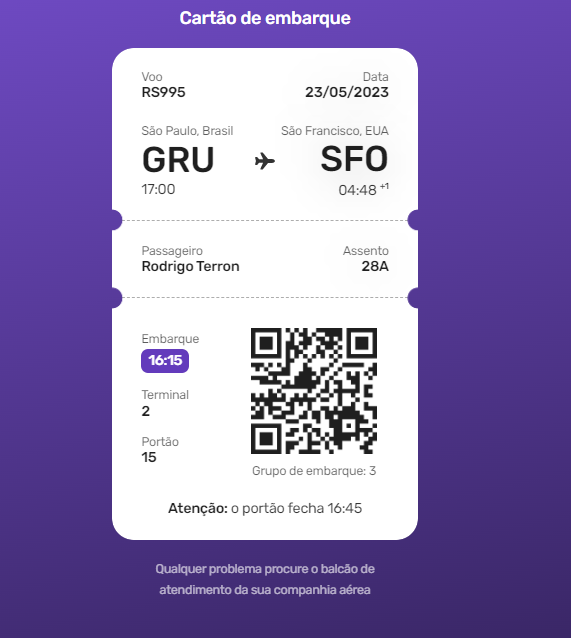 Cartão de embarque
Voo Data
RS995 23/05/2023
São Paulo, Brasil São Francisco, EUA
GRU SFO
17:00 04:48 +1
Passageiro Assento
Rodrigo Terron 28A
Embarque
16:15
Terminal
2
Portão
15
Grupo de embarque: 3
Atenção: o portão fecha 16:45
Qualquer problema procure o balcão de
atendimento da sua companhia aérea